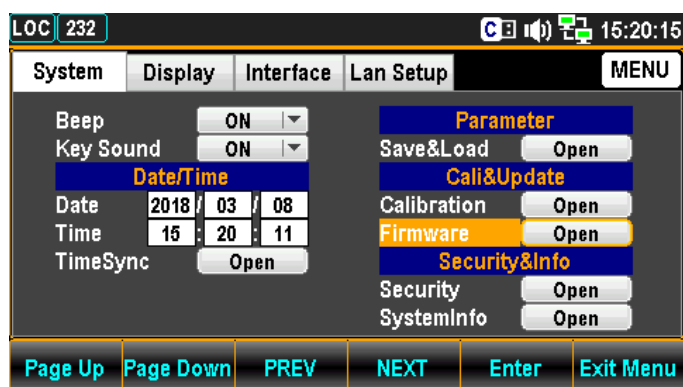 LOC 232 C 15:20:15
System Display Interface Lan Setup MENU
Beep ON
Key Sound ON
Date/Time
Date 2018 / 03 / 08
Time 15 : 20 : 11
TimeSync Open
Parameter
Save&Load Open
Cali&Update
Calibration Open
Firmware Open
Security&Info
Security Open
SystemInfo Open
Page Up Page Down PREV NEXT Enter Exit Menu